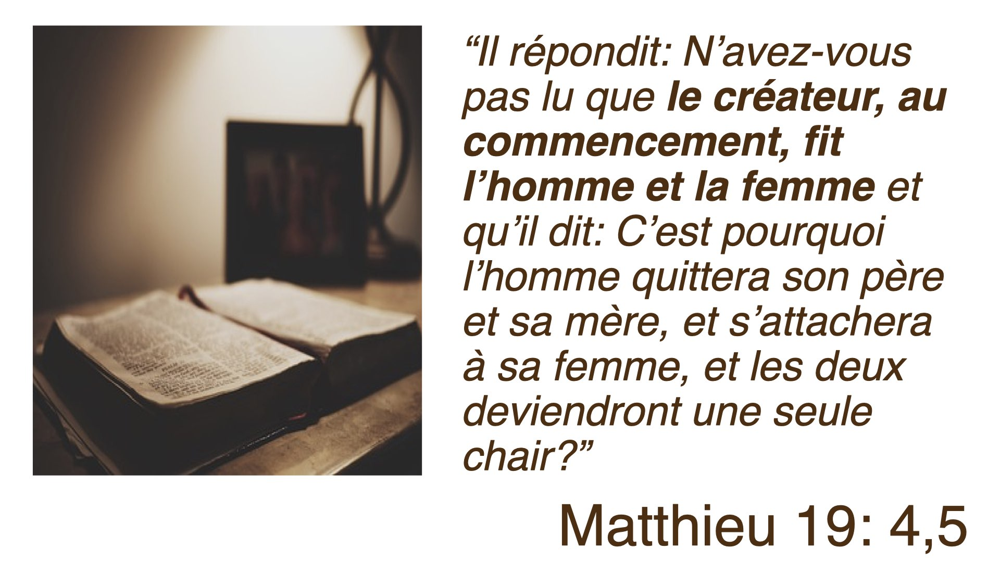 “Il répondit: N’avez-vous
pas lu que le créateur, au
commencement, fit
l’homme et la femme et
qu’il dit: C’est pourquoi
l’homme quittera son père
et sa mère, et s’attachera
à sa femme, et les deux
deviendront une seule
chair?”
Matthieu 19: 4,5